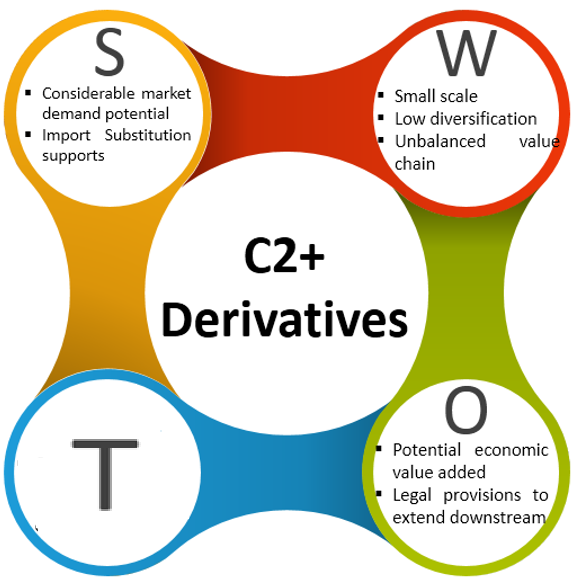 S
▪ Considerable market
demand potential
▪ Import Substitution
supports
W
▪ Small scale
▪ Low diversification
▪ Unbalanced value
chain
C2+
Derivatives
T
O
▪ Potential economic
value added
▪ Legal provisions to
extend downstream